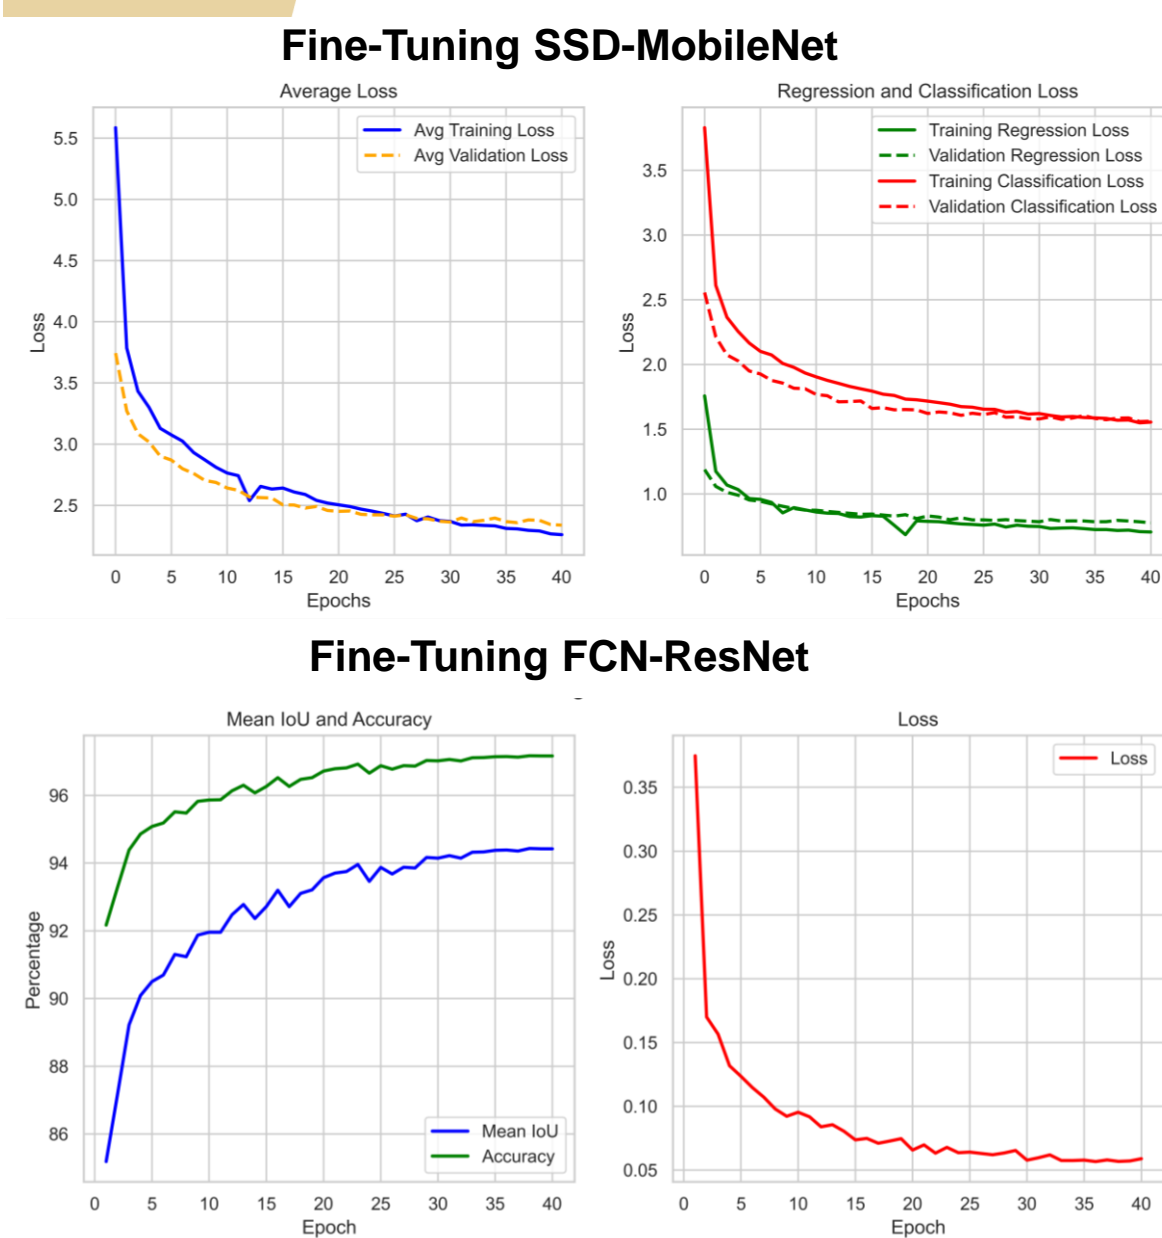 Fine-Tuning SSD-MobileNet
Average Loss
Loss
5.5
5.0
4.5
4.0
3.5
3.0
2.5
Avg Training Loss
Avg Validation Loss
0 5 10 15 20 25 30 35 40
Epochs
Regression and Classification Loss
Loss
3.5
3.0
2.5
2.0
1.5
1.0
Training Regression Loss
Validation Regression Loss
Training Classification Loss
Validation Classification Loss
0 5 10 15 20 25 30 35 40
Epochs
Fine-Tuning FCN-ResNet
Mean IoU and Accuracy
Percentage
96
94
92
90
88
86
Mean IoU
Accuracy
0 5 10 15 20 25 30 35 40
Epoch
Loss
Loss
0.35
0.30
0.25
0.20
0.15
0.10
0.05
Loss
0 5 10 15 20 25 30 35 40
Epoch